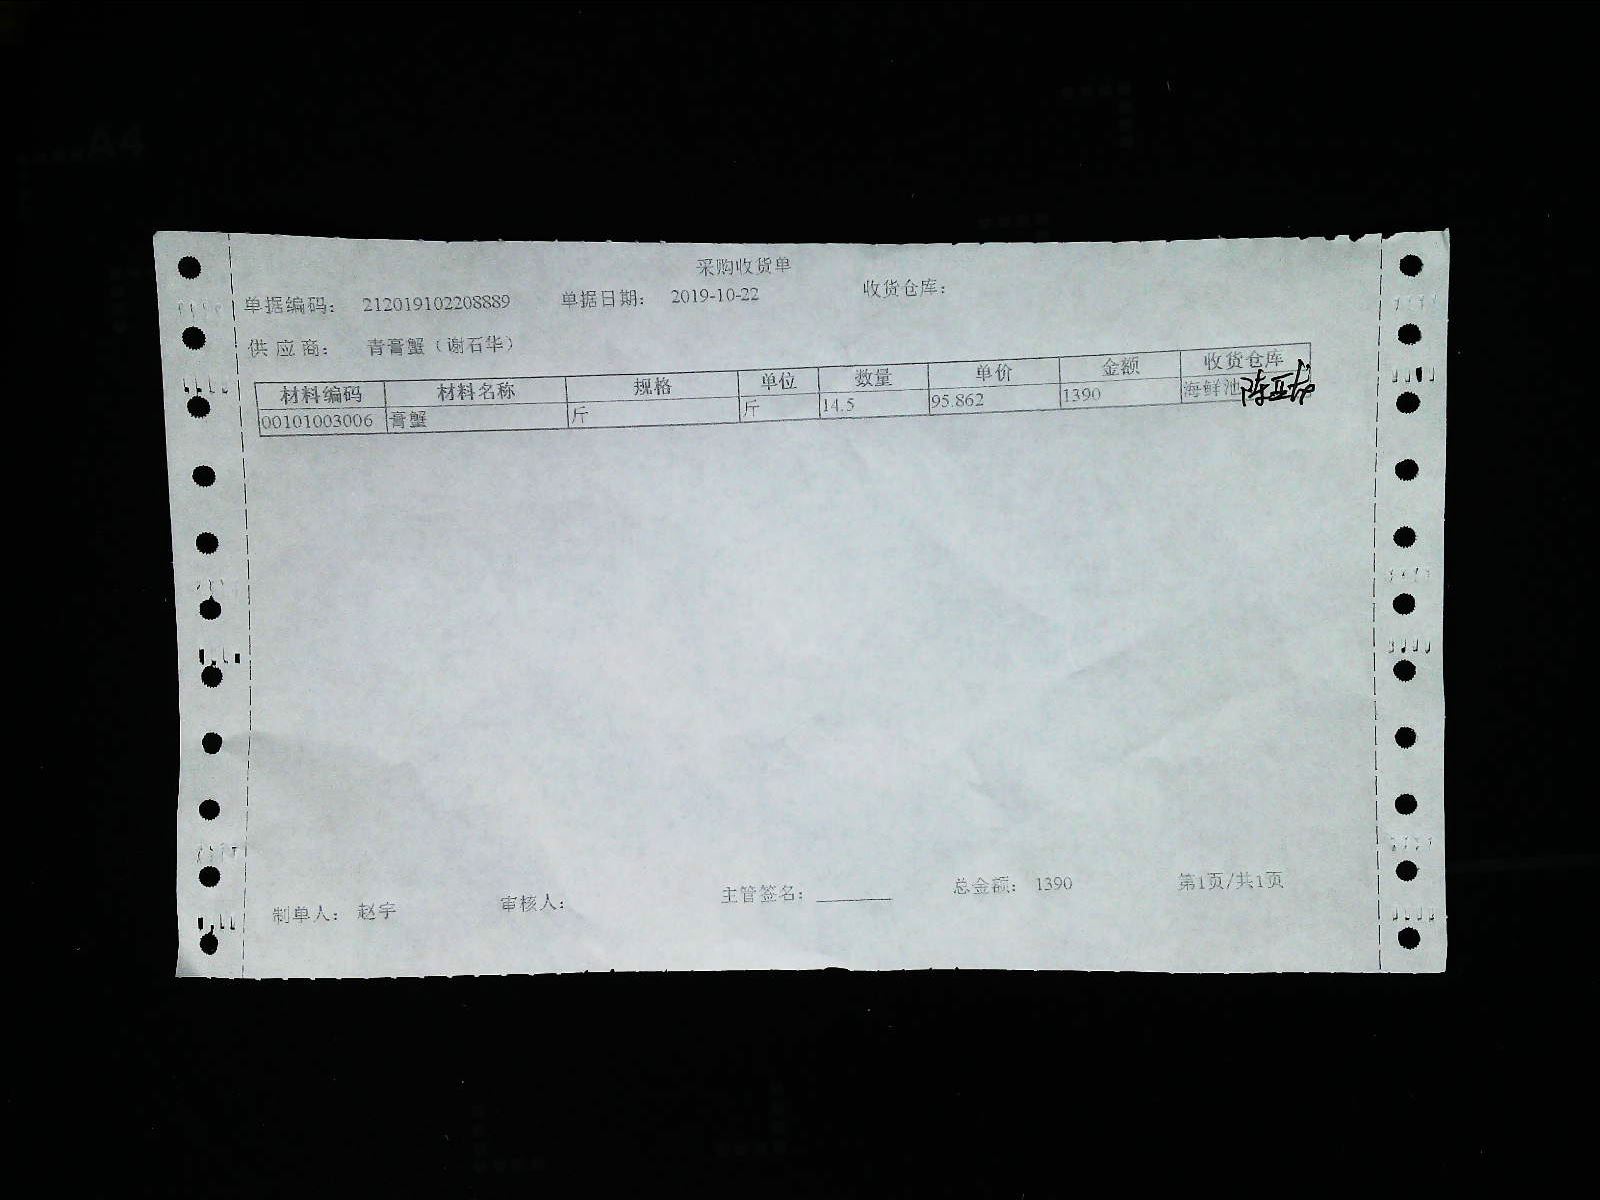 采购收货单
单据编码： 212019102208889 单据日期： 2019-10-22 收货仓库：
供应商： 青膏蟹（谢石华）
材料编码 材料名称 规格 单位 数量 单价 金额 收货仓库
00101003006 膏蟹 斤 斤 14.5 95.862 1390 海鲜池
制单人： 赵宇 审核人： 主管签名： 总金额： 1390 第1页/共1页